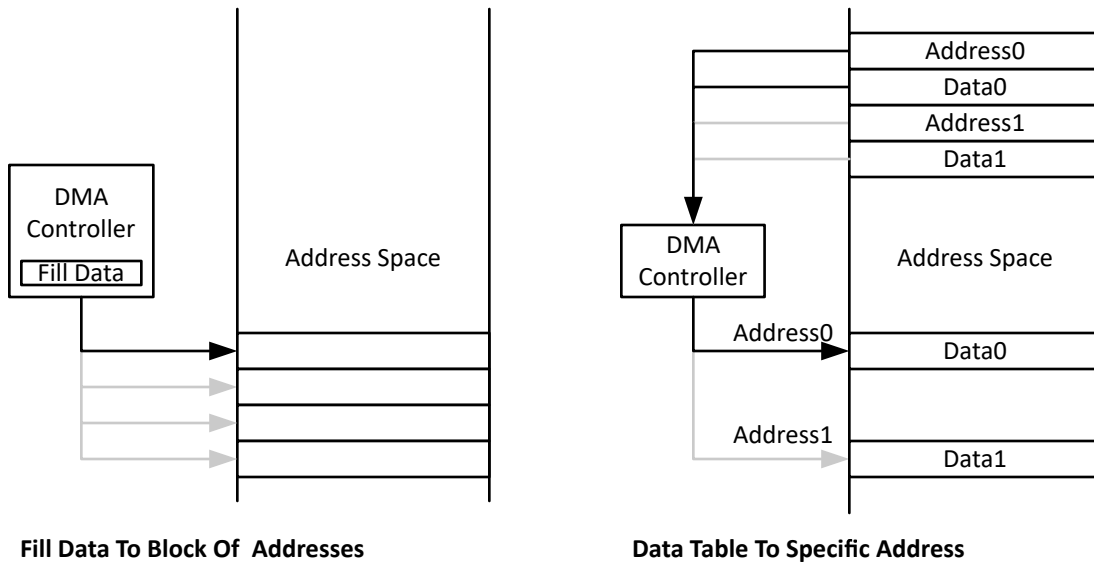 DMA
Controller
Fill Data
Address Space
Fill Data To Block Of Addresses
Address0
Data0
Address1
Data1
DMA
Controller
Address Space
Address0
Data0
Address1
Data1
Data Table To Specific Address